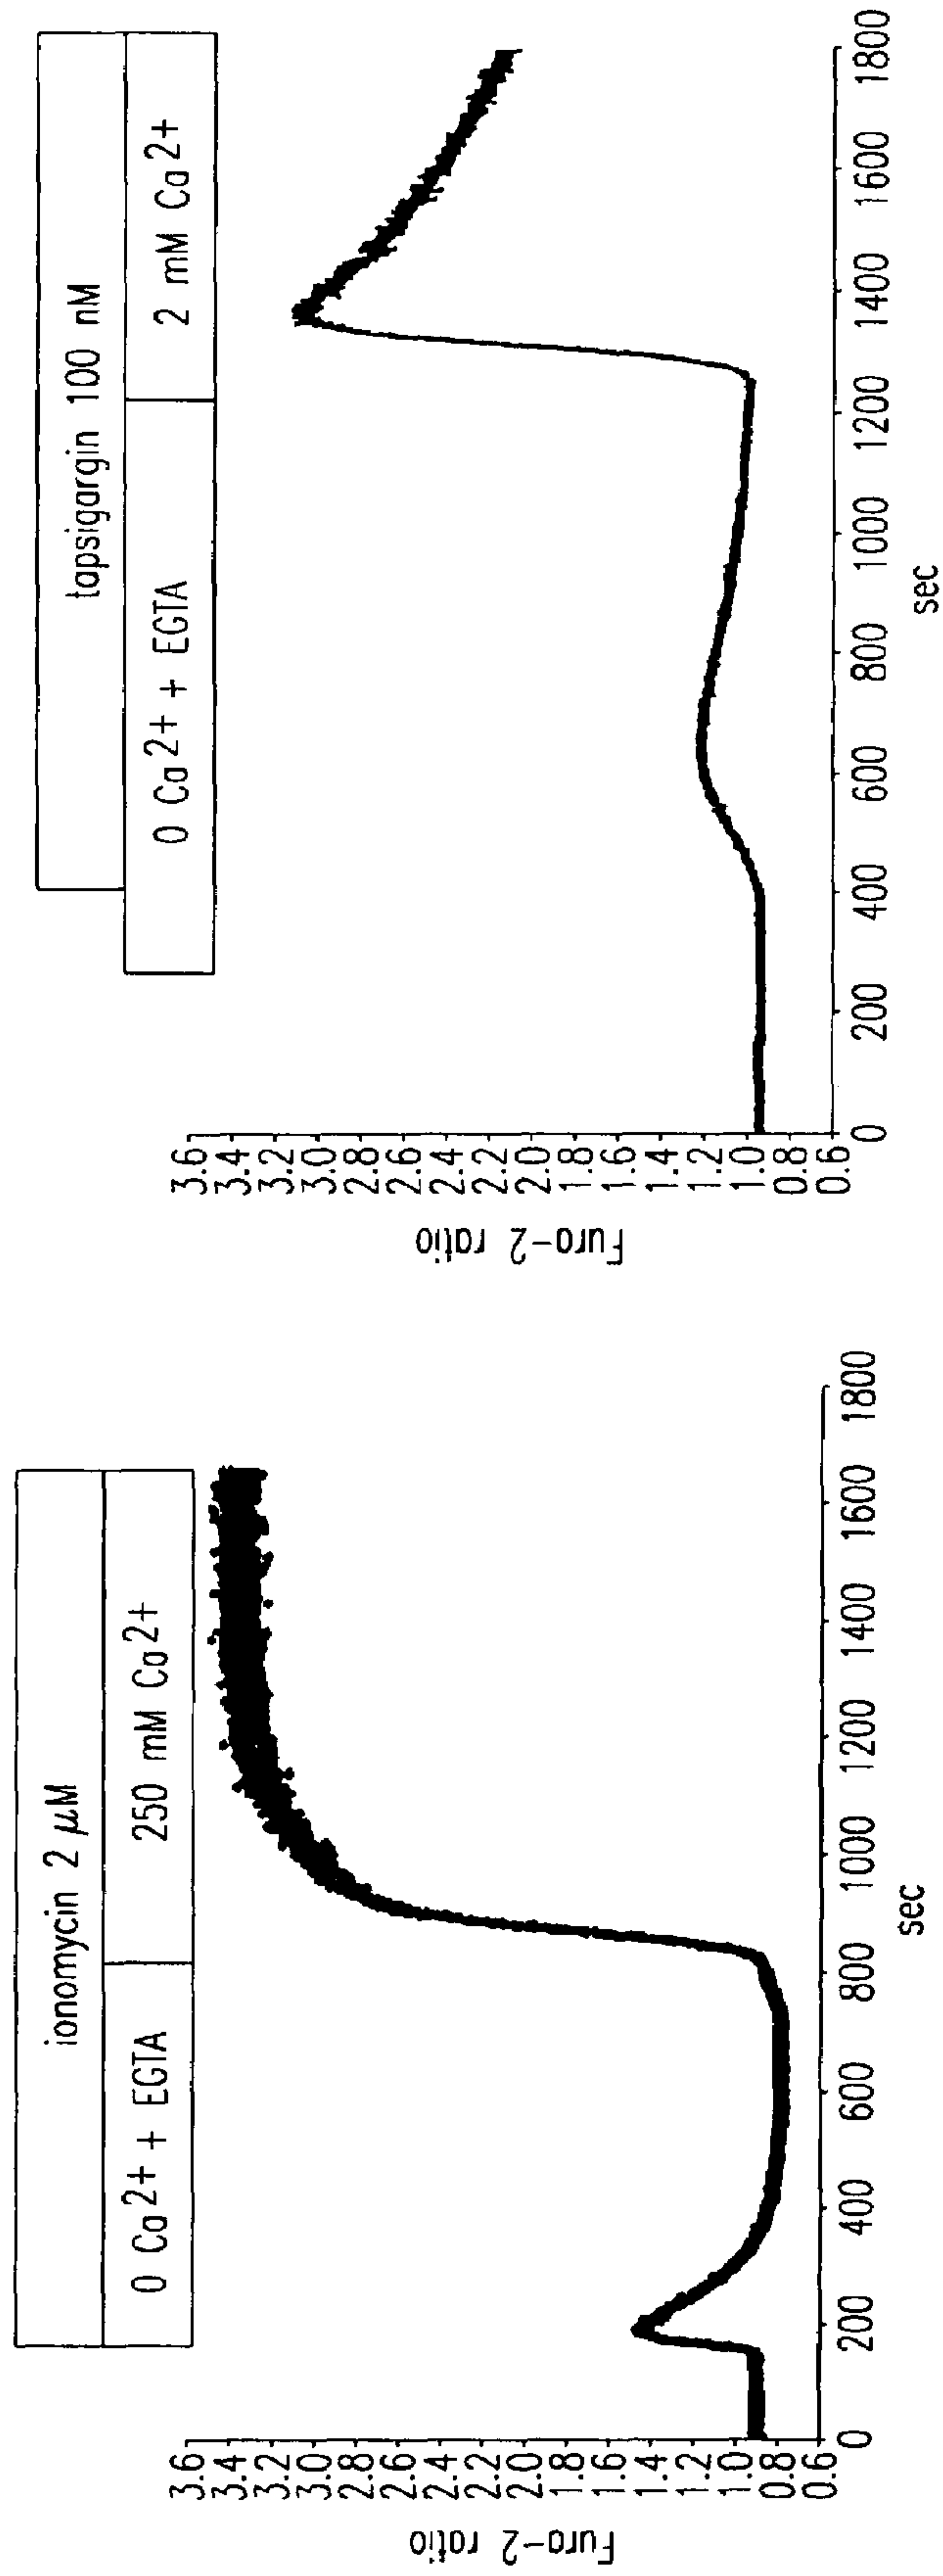 ionomycin 2 μM
0 Ca2+ + EGTA
250 mM Ca2+
Fura-2 ratio
3.6
3.4
3.2
3.0
2.8
2.6
2.4
2.2
2.0
1.8
1.6
1.4
1.2
1.0
0.8
0.6
0 200 400 600 800 1000 1200 1400 1600 1800
sec
tapsigargin 100 nM
0 Ca2+ + EGTA
2 mM Ca2+
Fura-2 ratio
3.6
3.4
3.2
3.0
2.8
2.6
2.4
2.2
2.0
1.8
1.6
1.4
1.2
1.0
0.8
0.6
0 200 400 600 800 1000 1200 1400 1600 1800
sec